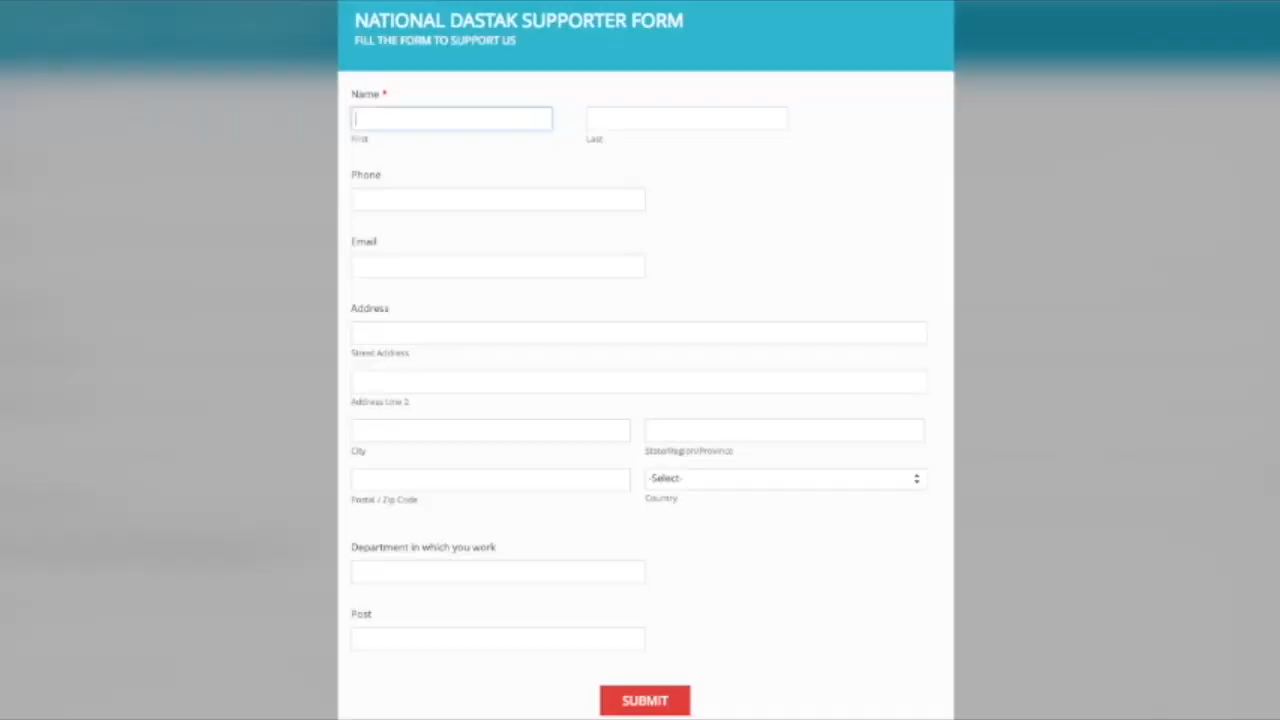 NATIONAL DASTAK SUPPORTER FORM
FILL THE FORM TO SUPPORT US
Name *
First Last
Phone
Email
Address
Street Address
Address Line 2
City State/Region/Province
-Select-
Postal / Zip Code Country
Department in which you work
Post
SUBMIT